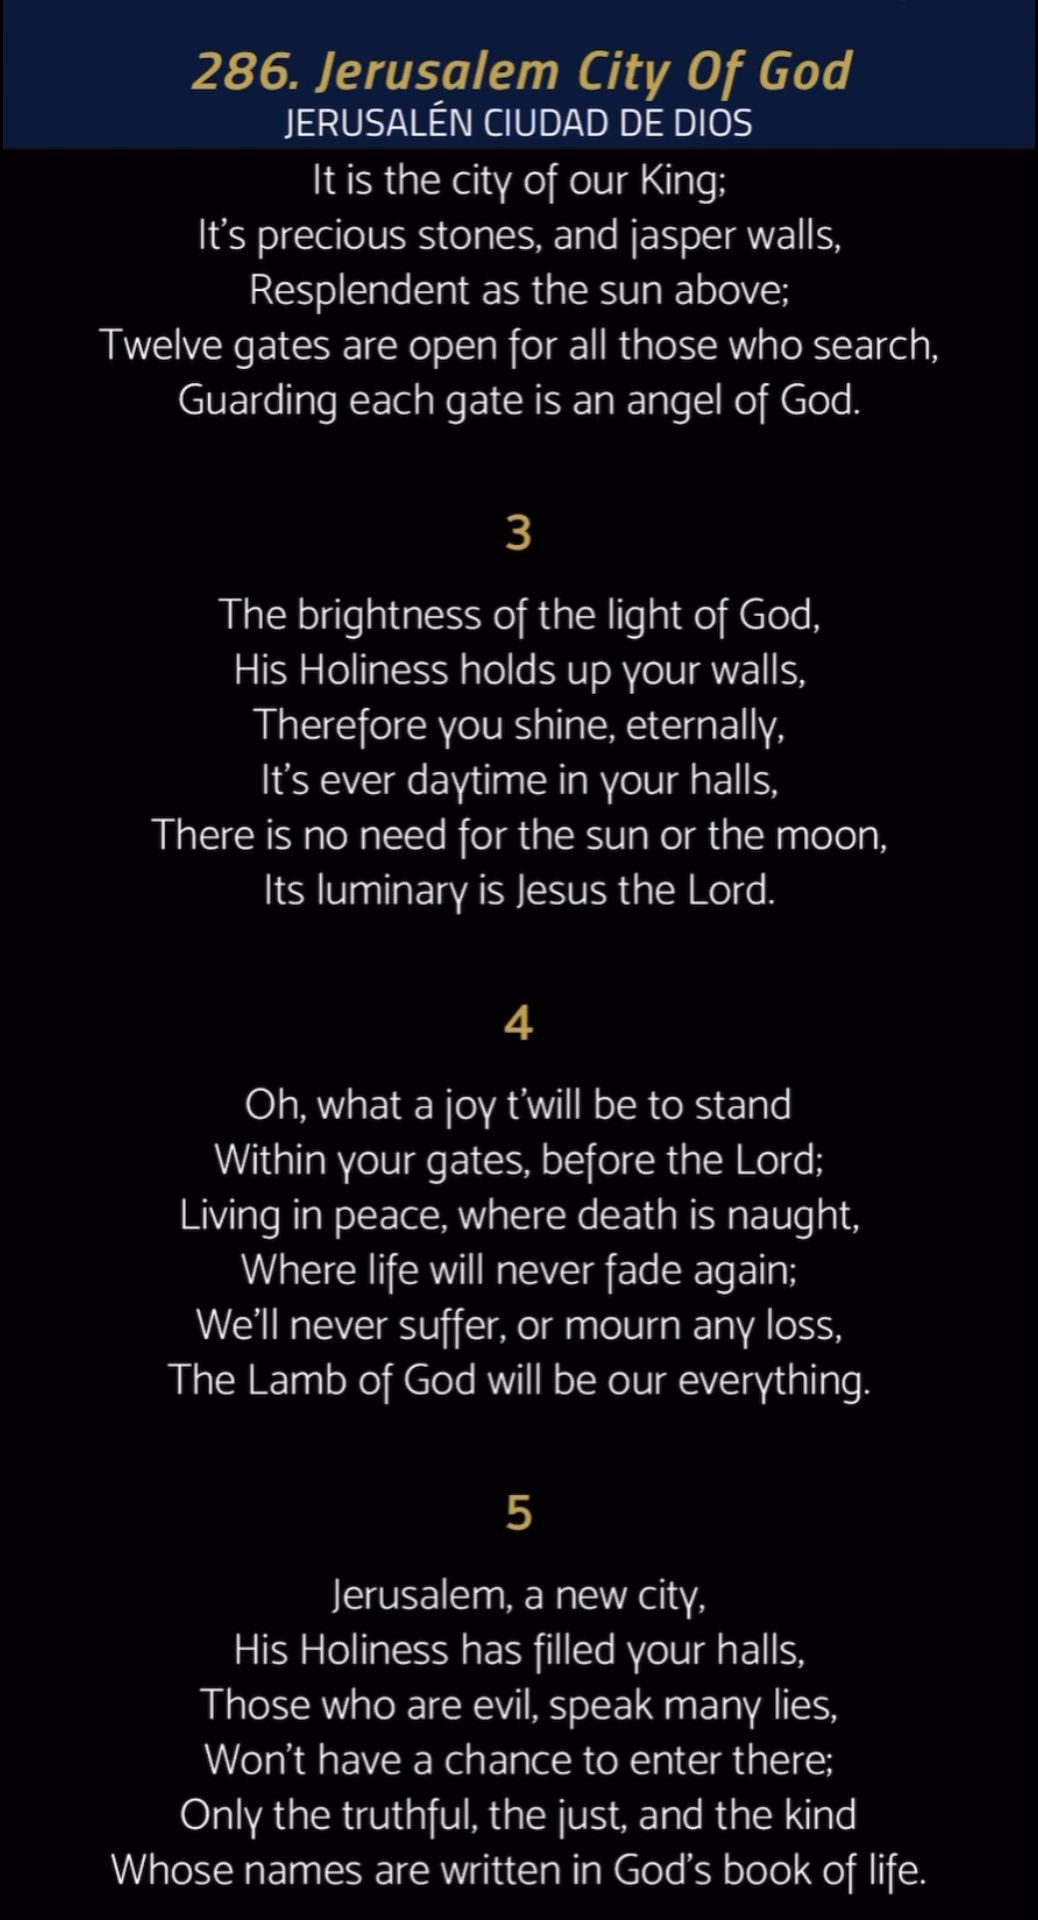 286. Jerusalem City Of God
JERUSALÉN CIUDAD DE DIOS
It is the city of our King;
It's precious stones, and jasper walls,
Resplendent as the sun above;
Twelve gates are open for all those who search,
Guarding each gate is an angel of God.
3
The brightness of the light of God,
His Holiness holds up your walls,
Therefore you shine, eternally,
It's ever daytime in your halls,
There is no need for the sun or the moon,
Its luminary is Jesus the Lord.
4
Oh, what a joy t'will be to stand
Within your gates, before the Lord;
Living in peace, where death is naught,
Where life will never fade again;
We'll never suffer, or mourn any loss,
The Lamb of God will be our everything.
5
Jerusalem, a new city,
His Holiness has filled your halls,
Those who are evil, speak many lies,
Won't have a chance to enter there;
Only the truthful, the just, and the kind
Whose names are written in God's book of life.